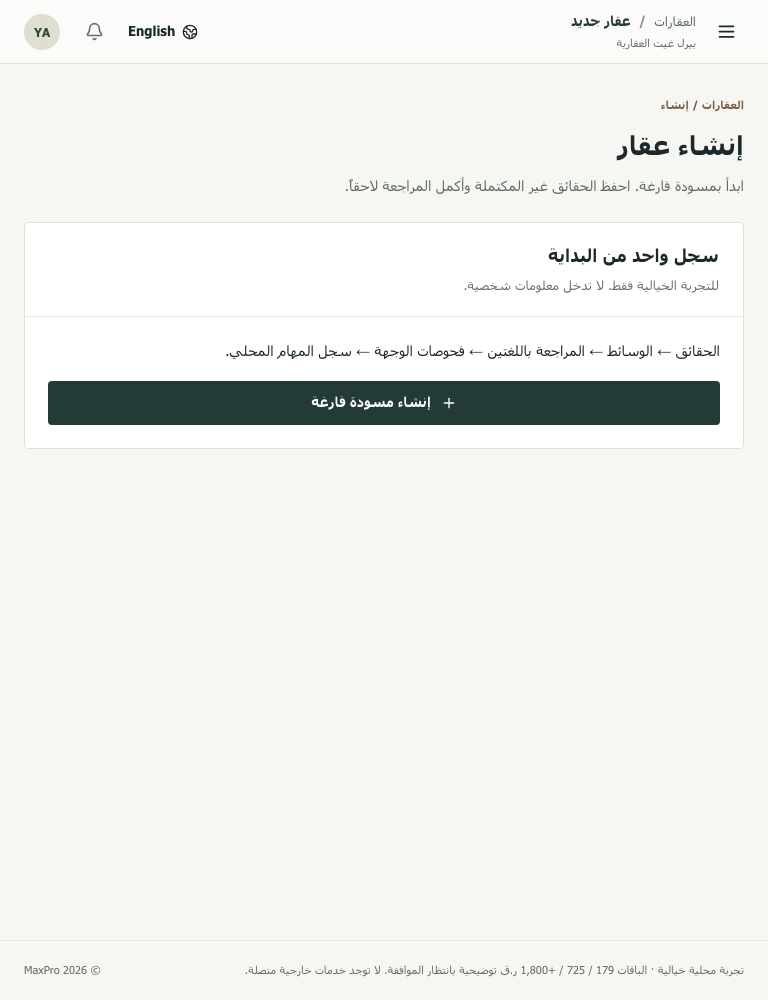 العقارات / عقار جديد
بيرل غيت العقارية
English
YA
العقارات / إنشاء
إنشاء عقار
ابدأ بمسودة فارغة. احفظ الحقائق غير المكتملة وأكمل المراجعة لاحقاً.
سجل واحد من البداية
للتجربة الخيالية فقط. لا تدخل معلومات شخصية.
الحقائق ← الوسائط ← المراجعة باللغتين ← فحوصات الوجهة ← سجل المهام المحلي.
إنشاء مسودة فارغة
تجربة محلية خيالية · الباقات 179 / 725 / +1,800 ر.ق توضيحية بانتظار الموافقة. لا توجد خدمات خارجية متصلة.
© 2026 MaxPro